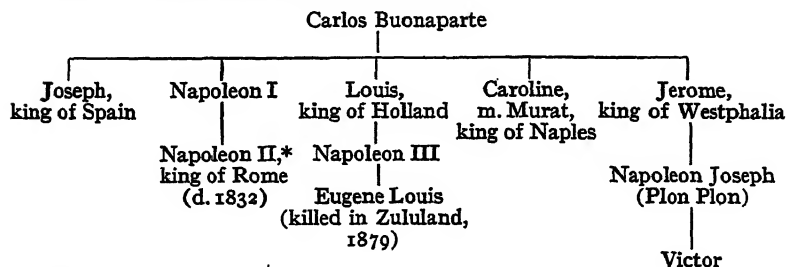 Carlos Buonaparte
Joseph,
king of Spain
Napoleon I
Louis,
king of Holland
Caroline,
m. Murat,
king of Naples
Jerome,
king of Westphalia
Napoleon II,*
king of Rome
(d. 1832)
Napoleon III
Napoleon Joseph
(Plon Plon)
Eugene Louis
(killed in Zululand,
1879)
Victor